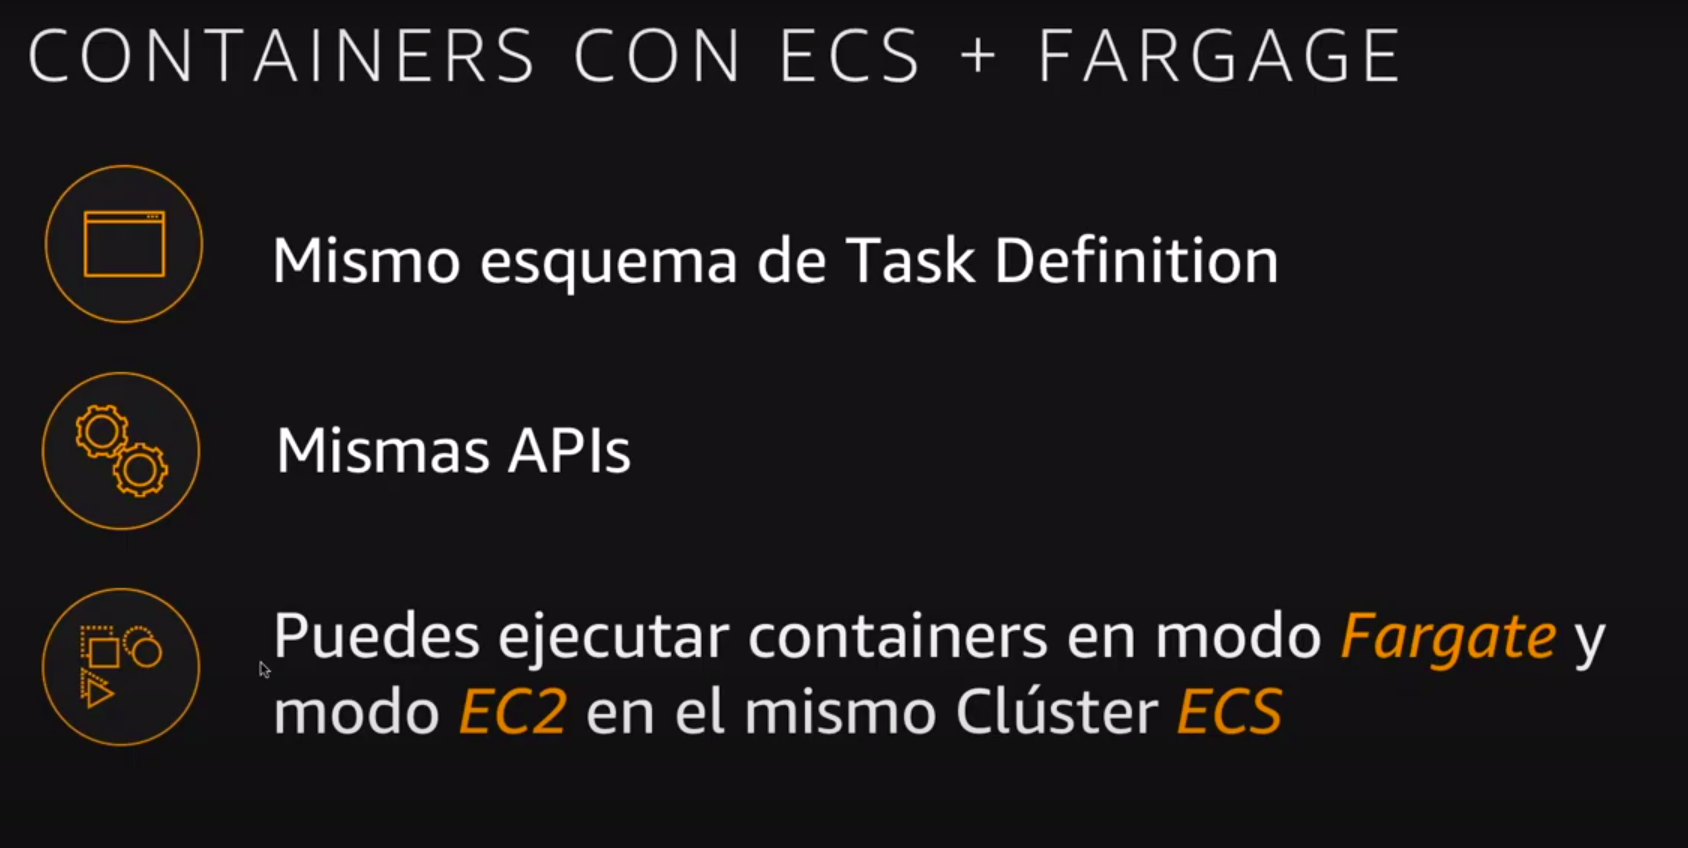 CONTAINERS CON ECS + FARGAGE
Mismo esquema de Task Definition
Mismas APIs
Puedes ejecutar containers en modo Fargate y
modo EC2 en el mismo Clúster ECS